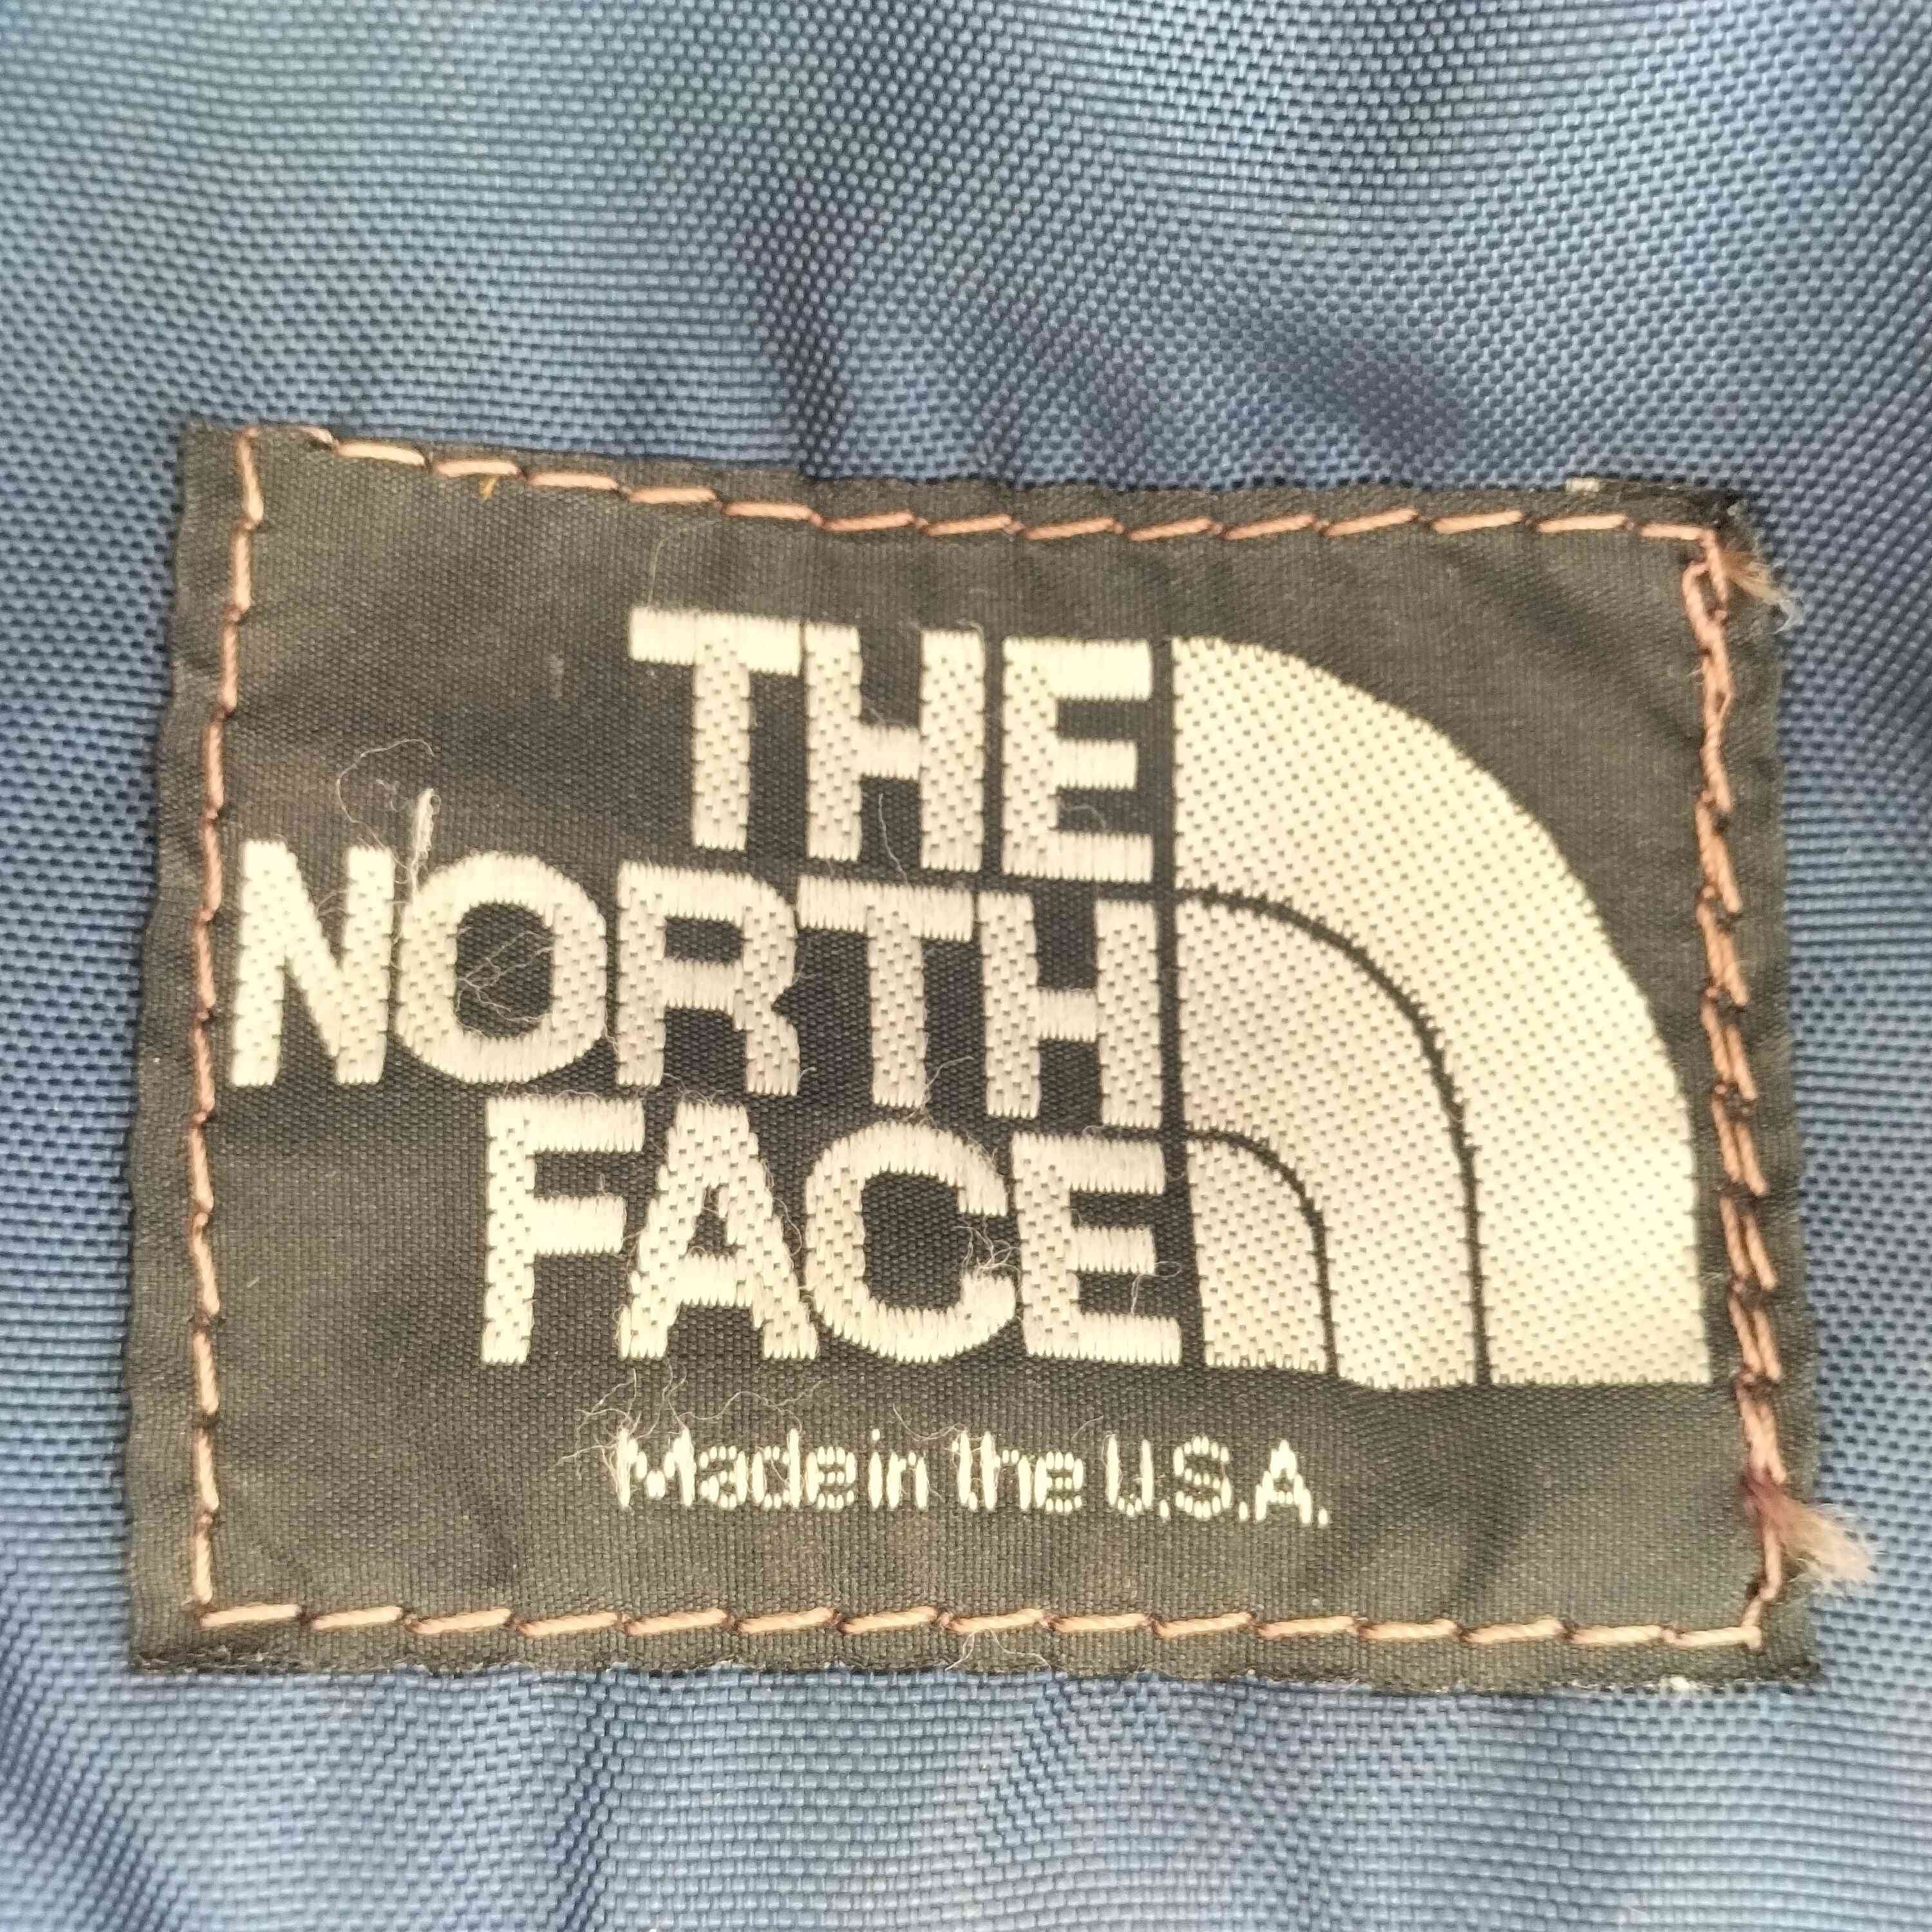 THE
NORTH
FACE
Made in the U.S.A.